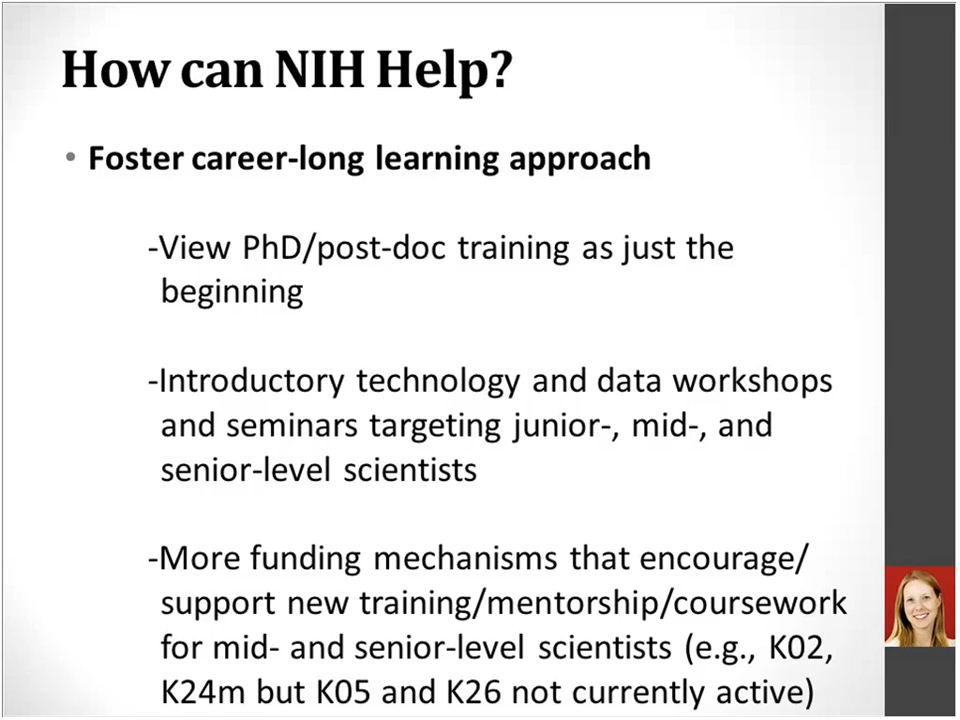 How can NIH Help?
• Foster career-long learning approach
-View PhD/post-doc training as just the
beginning
-Introductory technology and data workshops
and seminars targeting junior-, mid-, and
senior-level scientists
-More funding mechanisms that encourage/
support new training/mentorship/coursework
for mid- and senior-level scientists (e.g., K02,
K24m but K05 and K26 not currently active)